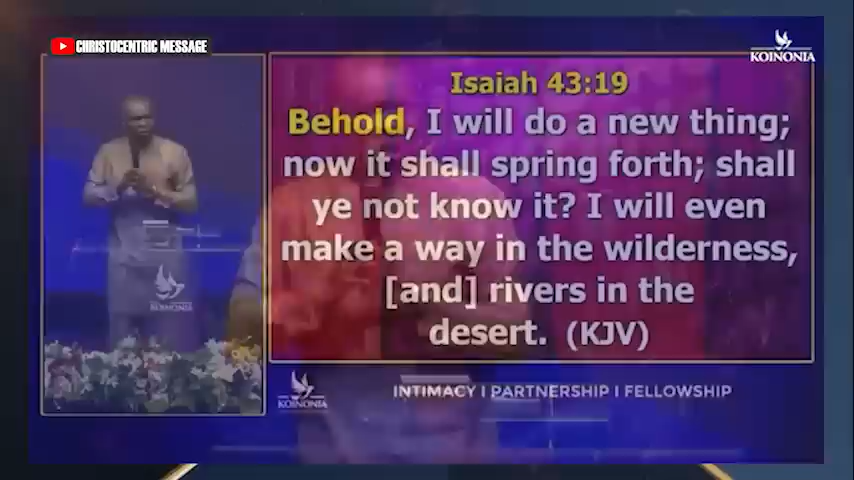 CHRISTOCENTRIC MESSAGE
KOINONIA
Isaiah 43:19
Behold, I will do a new thing;
now it shall spring forth; shall
ye not know it? I will even
make a way in the wilderness,
[and] rivers in the
desert. (KJV)
KOINONIA
KOINONIA
INTIMACY I PARTNERSHIP I FELLOWSHIP